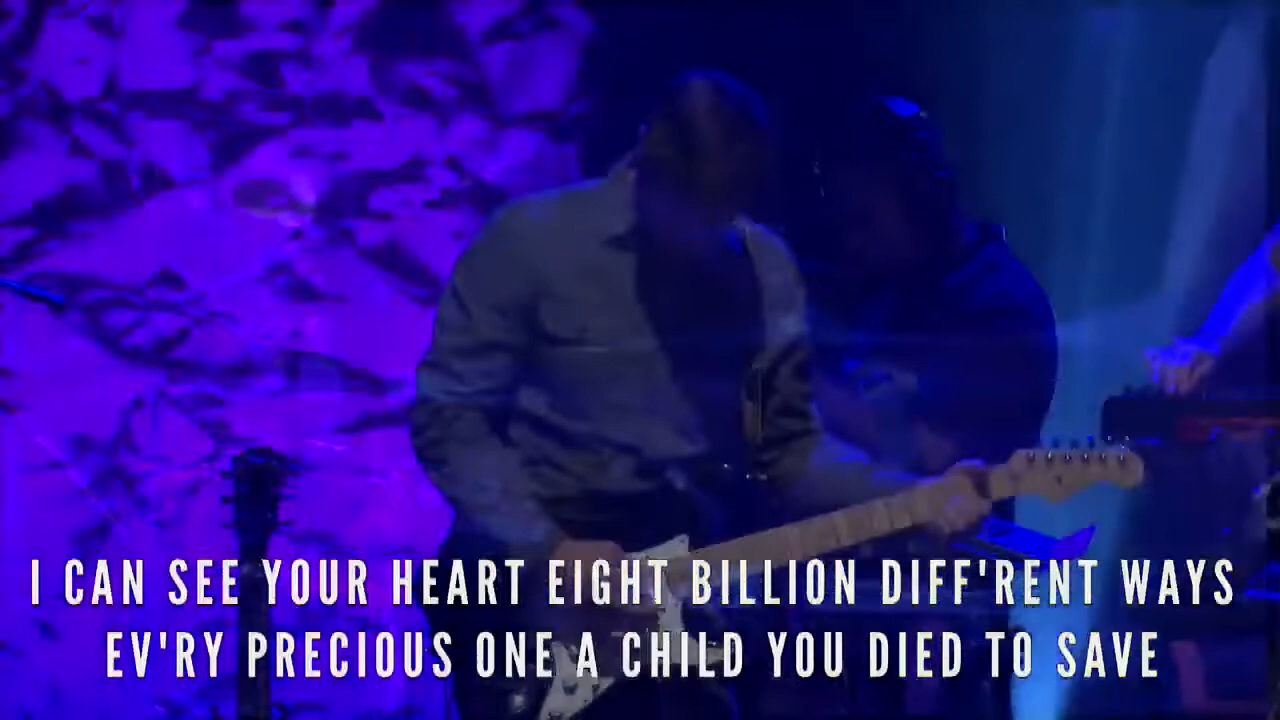 I CAN SEE YOUR HEART EIGHT BILLION DIFF'RENT WAYS
EV'RY PRECIOUS ONE A CHILD YOU DIED TO SAVE